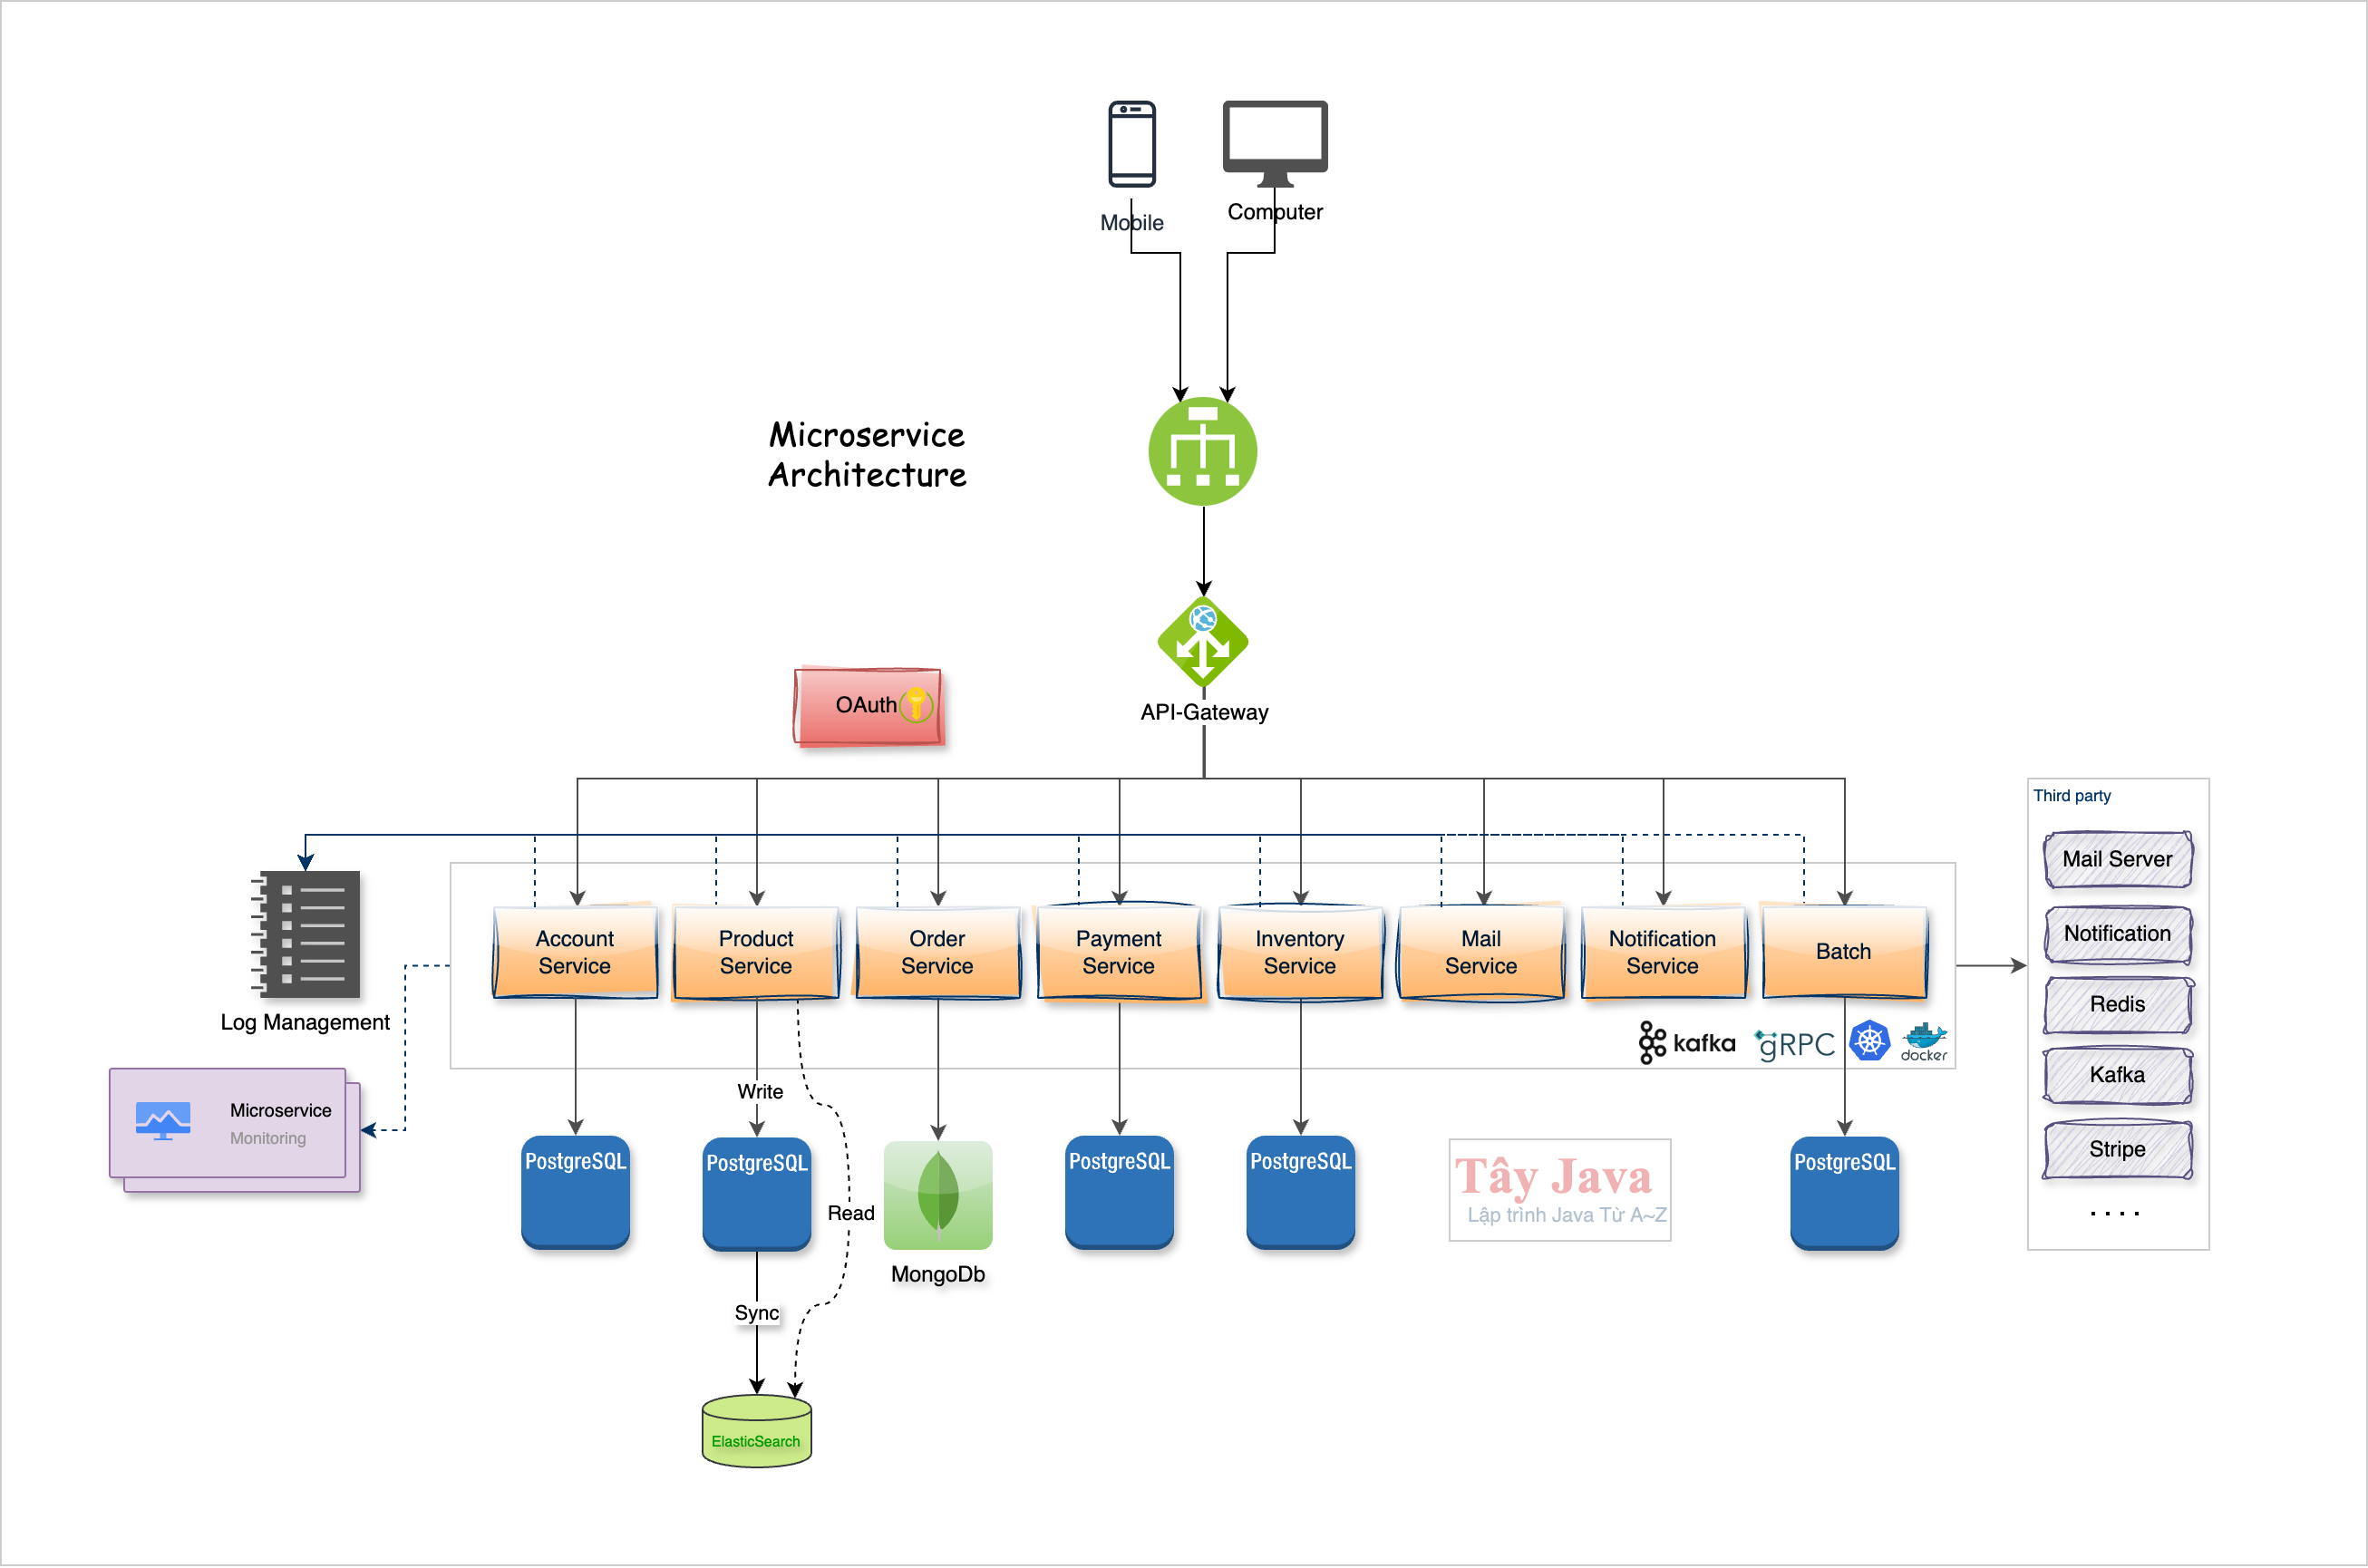 Mobile
Computer
Microservice
Architecture
OAuth
API-Gateway
Third party
Mail Server
Notification
Redis
Kafka
Stripe
. . . .
Account
Service
Product
Service
Order
Service
Payment
Service
Inventory
Service
Mail
Service
Notification
Service
Batch
Log Management
kafka
gRPC
docker
Microservice
Monitoring
Write
PostgreSQL
PostgreSQL
PostgreSQL
PostgreSQL
PostgreSQL
Read
MongoDb
Tây Java
Lập trình Java Từ A~Z
Sync
ElasticSearch